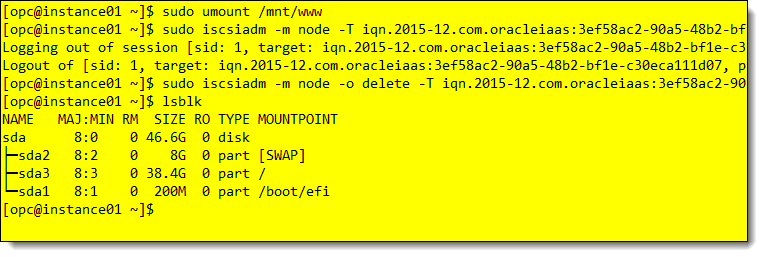 [opc@instance01 ~]$ sudo umount /mnt/www
[opc@instance01 ~]$ sudo iscsiadm -m node -T iqn.2015-12.com.oracleiaas:3ef58ac2-90a5-48b2-bf
Logging out of session [sid: 1, target: iqn.2015-12.com.oracleiaas:3ef58ac2-90a5-48b2-bf1e-c3
Logout of [sid: 1, target: iqn.2015-12.com.oracleiaas:3ef58ac2-90a5-48b2-bf1e-c30eca111d07, p
[opc@instance01 ~]$ sudo iscsiadm -m node -o delete -T iqn.2015-12.com.oracleiaas:3ef58ac2-90
[opc@instance01 ~]$ lsblk
NAME   MAJ:MIN RM  SIZE RO TYPE MOUNTPOINT
sda      8:0    0 46.6G  0 disk
├─sda2   8:2    0    8G  0 part [SWAP]
├─sda3   8:3    0 38.4G  0 part /
└─sda1   8:1    0  200M  0 part /boot/efi
[opc@instance01 ~]$